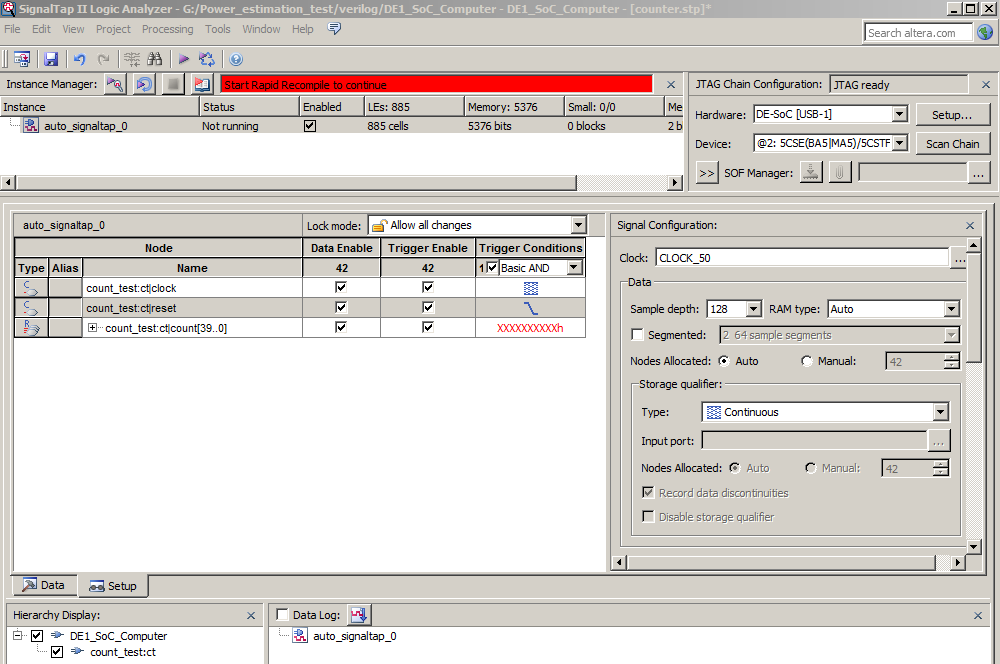 SignalTap II Logic Analyzer - G:/Power_estimation_test/verilog/DE1_SoC_Computer - DE1_SoC_Computer - [counter.stp]*
File Edit View Project Processing Tools Window Help
Search altera.com
Instance Manager: Start Rapid Recompile to continue
JTAG Chain Configuration: JTAG ready
Instance Status Enabled LEs: 885 Memory: 5376 Small: 0/0 Me
auto_signaltap_0 Not running 885 cells 5376 bits 0 blocks 2 b
Hardware: DE-SoC [USB-1] Setup...
Device: @2: 5CSE(BA5|MA5)/5CSTF Scan Chain
>> SOF Manager: ...
auto_signaltap_0 Lock mode: Allow all changes
Node Data Enable Trigger Enable Trigger Conditions
Type Alias Name 42 42 1 Basic AND
count_test:ct|clock
count_test:ct|reset
count_test:ct|count[39..0] XXXXXXXXXXh
Signal Configuration:
Clock: CLOCK_50 ...
Data
Sample depth: 128 RAM type: Auto
Segmented: 2 64 sample segments
Nodes Allocated: Auto Manual: 42
Storage qualifier:
Type: Continuous
Input port: ...
Nodes Allocated: Auto Manual: 42
Record data discontinuities
Disable storage qualifier
Data Setup
Hierarchy Display:
DE1_SoC_Computer
count_test:ct
Data Log:
auto_signaltap_0